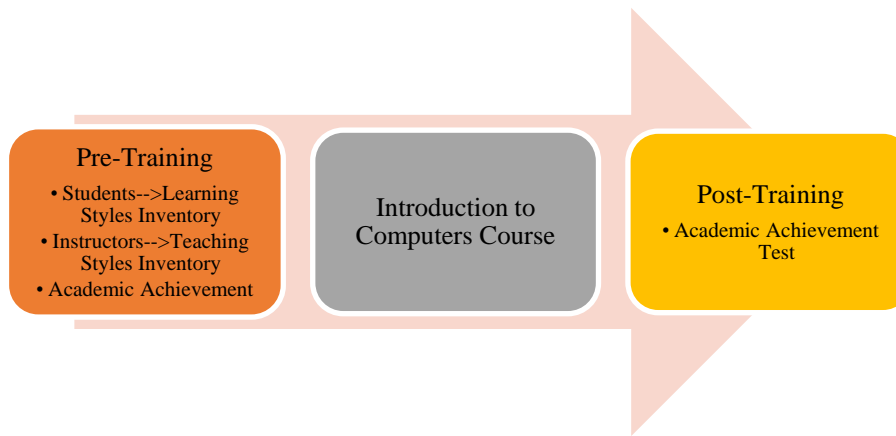 Pre-Training
• Students-->Learning
Styles Inventory
• Instructors-->Teaching
Styles Inventory
• Academic Achievement
Introduction to
Computers Course
Post-Training
• Academic Achievement
Test